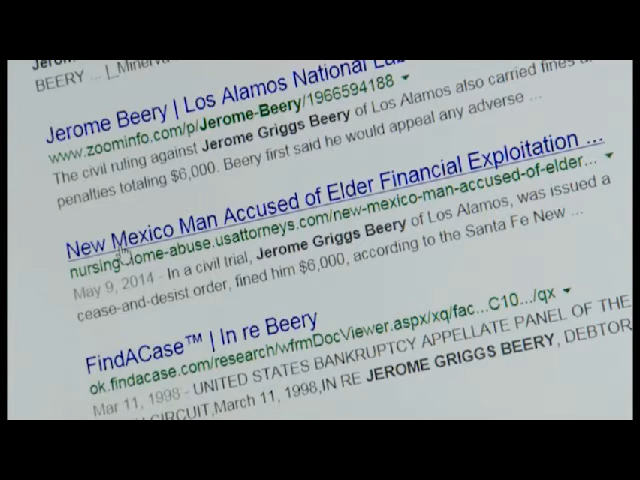 BEERY ... Minerva
Jerome Beery | Los Alamos National Lab
www.zoominfo.com/p/Jerome-Beery/1966594188
The civil ruling against Jerome Griggs Beery of Los Alamos also carried fines a
penalties totaling $6,000. Beery first said he would appeal any adverse ...
New Mexico Man Accused of Elder Financial Exploitation ...
nursinghome-abuse.usattorneys.com/new-mexico-man-accused-of-elder...
May 9, 2014 - In a civil trial, Jerome Griggs Beery of Los Alamos, was issued a
cease-and-desist order, fined him $6,000, according to the Santa Fe New ...
FindACase™ | In re Beery
ok.findacase.com/research/wfrmDocViewer.aspx/xq/fac...C10.../qx
Mar 11, 1998 - UNITED STATES BANKRUPTCY APPELLATE PANEL OF THE
CIRCUIT,March 11, 1998,IN RE JEROME GRIGGS BEERY, DEBTOR